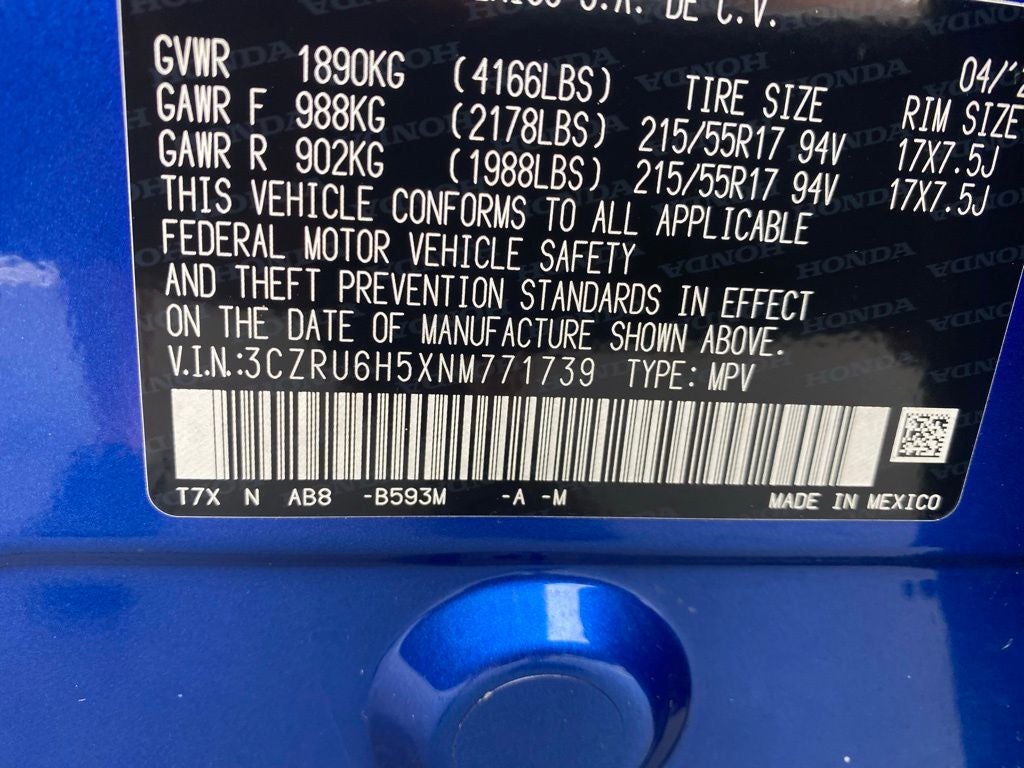 S.A. DE C.V.
04/
GVWR 1890KG (4166LBS) TIRE SIZE RIM SIZE
GAWR F 988KG (2178LBS) 215/55R17 94V 17X7.5J
GAWR R 902KG (1988LBS) 215/55R17 94V 17X7.5J
THIS VEHICLE CONFORMS TO ALL APPLICABLE
FEDERAL MOTOR VEHICLE SAFETY
AND THEFT PREVENTION STANDARDS IN EFFECT
ON THE DATE OF MANUFACTURE SHOWN ABOVE.
V.I.N.:3CZRU6H5XNM771739 TYPE: MPV
T7X N AB8 -B593M -A -M MADE IN MEXICO